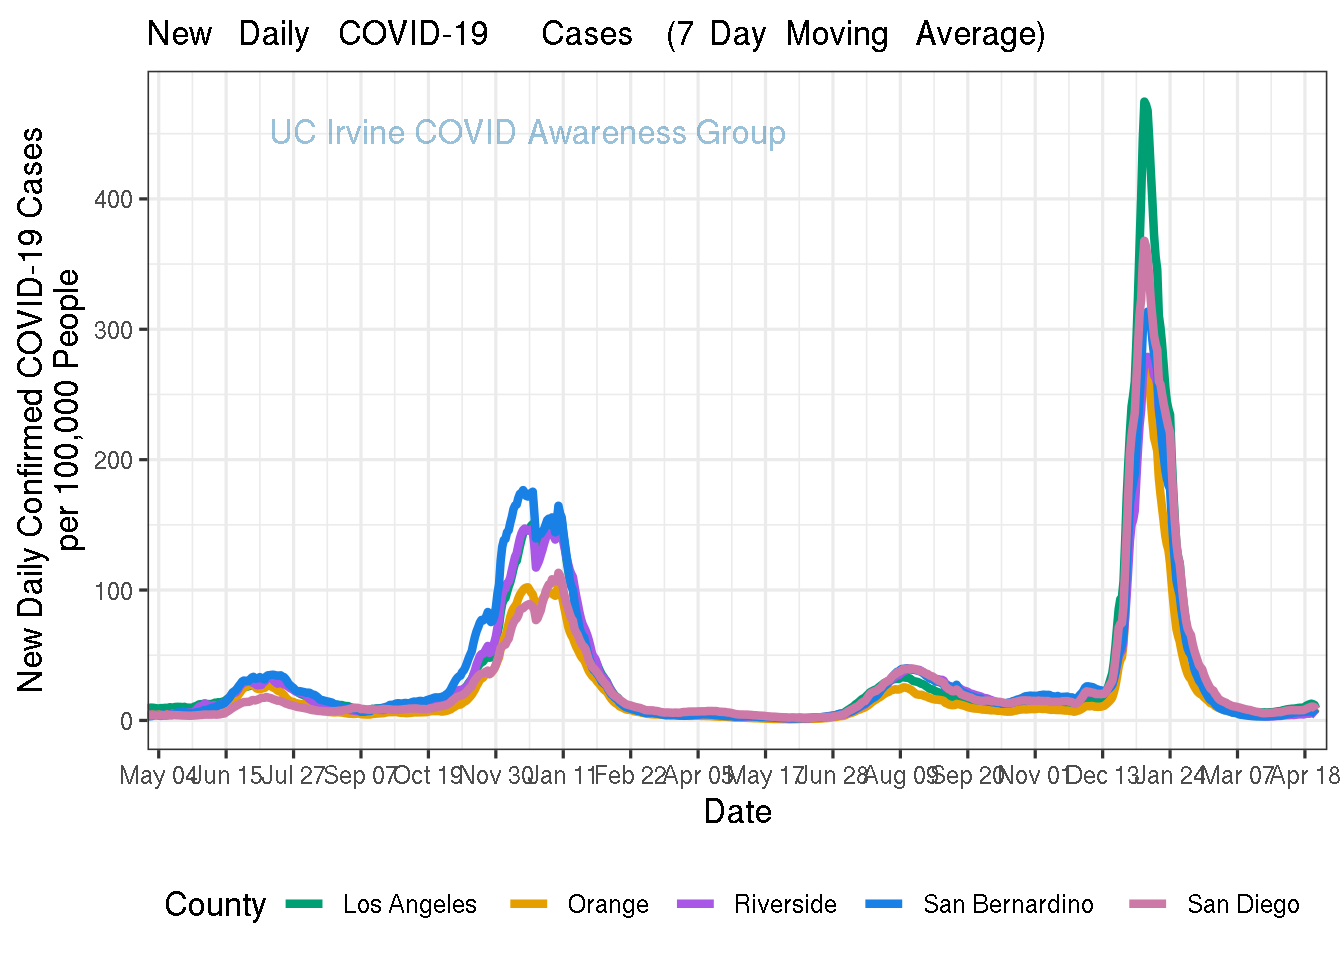 New Daily COVID-19 Cases (7 Day Moving Average)
UC Irvine COVID Awareness Group
New Daily Confirmed COVID-19 Cases
per 100,000 People
400
300
200
100
0
May 04 Jun 15 Jul 27 Sep 07 Oct 19 Nov 30 Jan 11 Feb 22 Apr 05 May 17 Jun 28 Aug 09 Sep 20 Nov 01 Dec 13 Jan 24 Mar 07 Apr 18
Date
County Los Angeles Orange Riverside San Bernardino San Diego